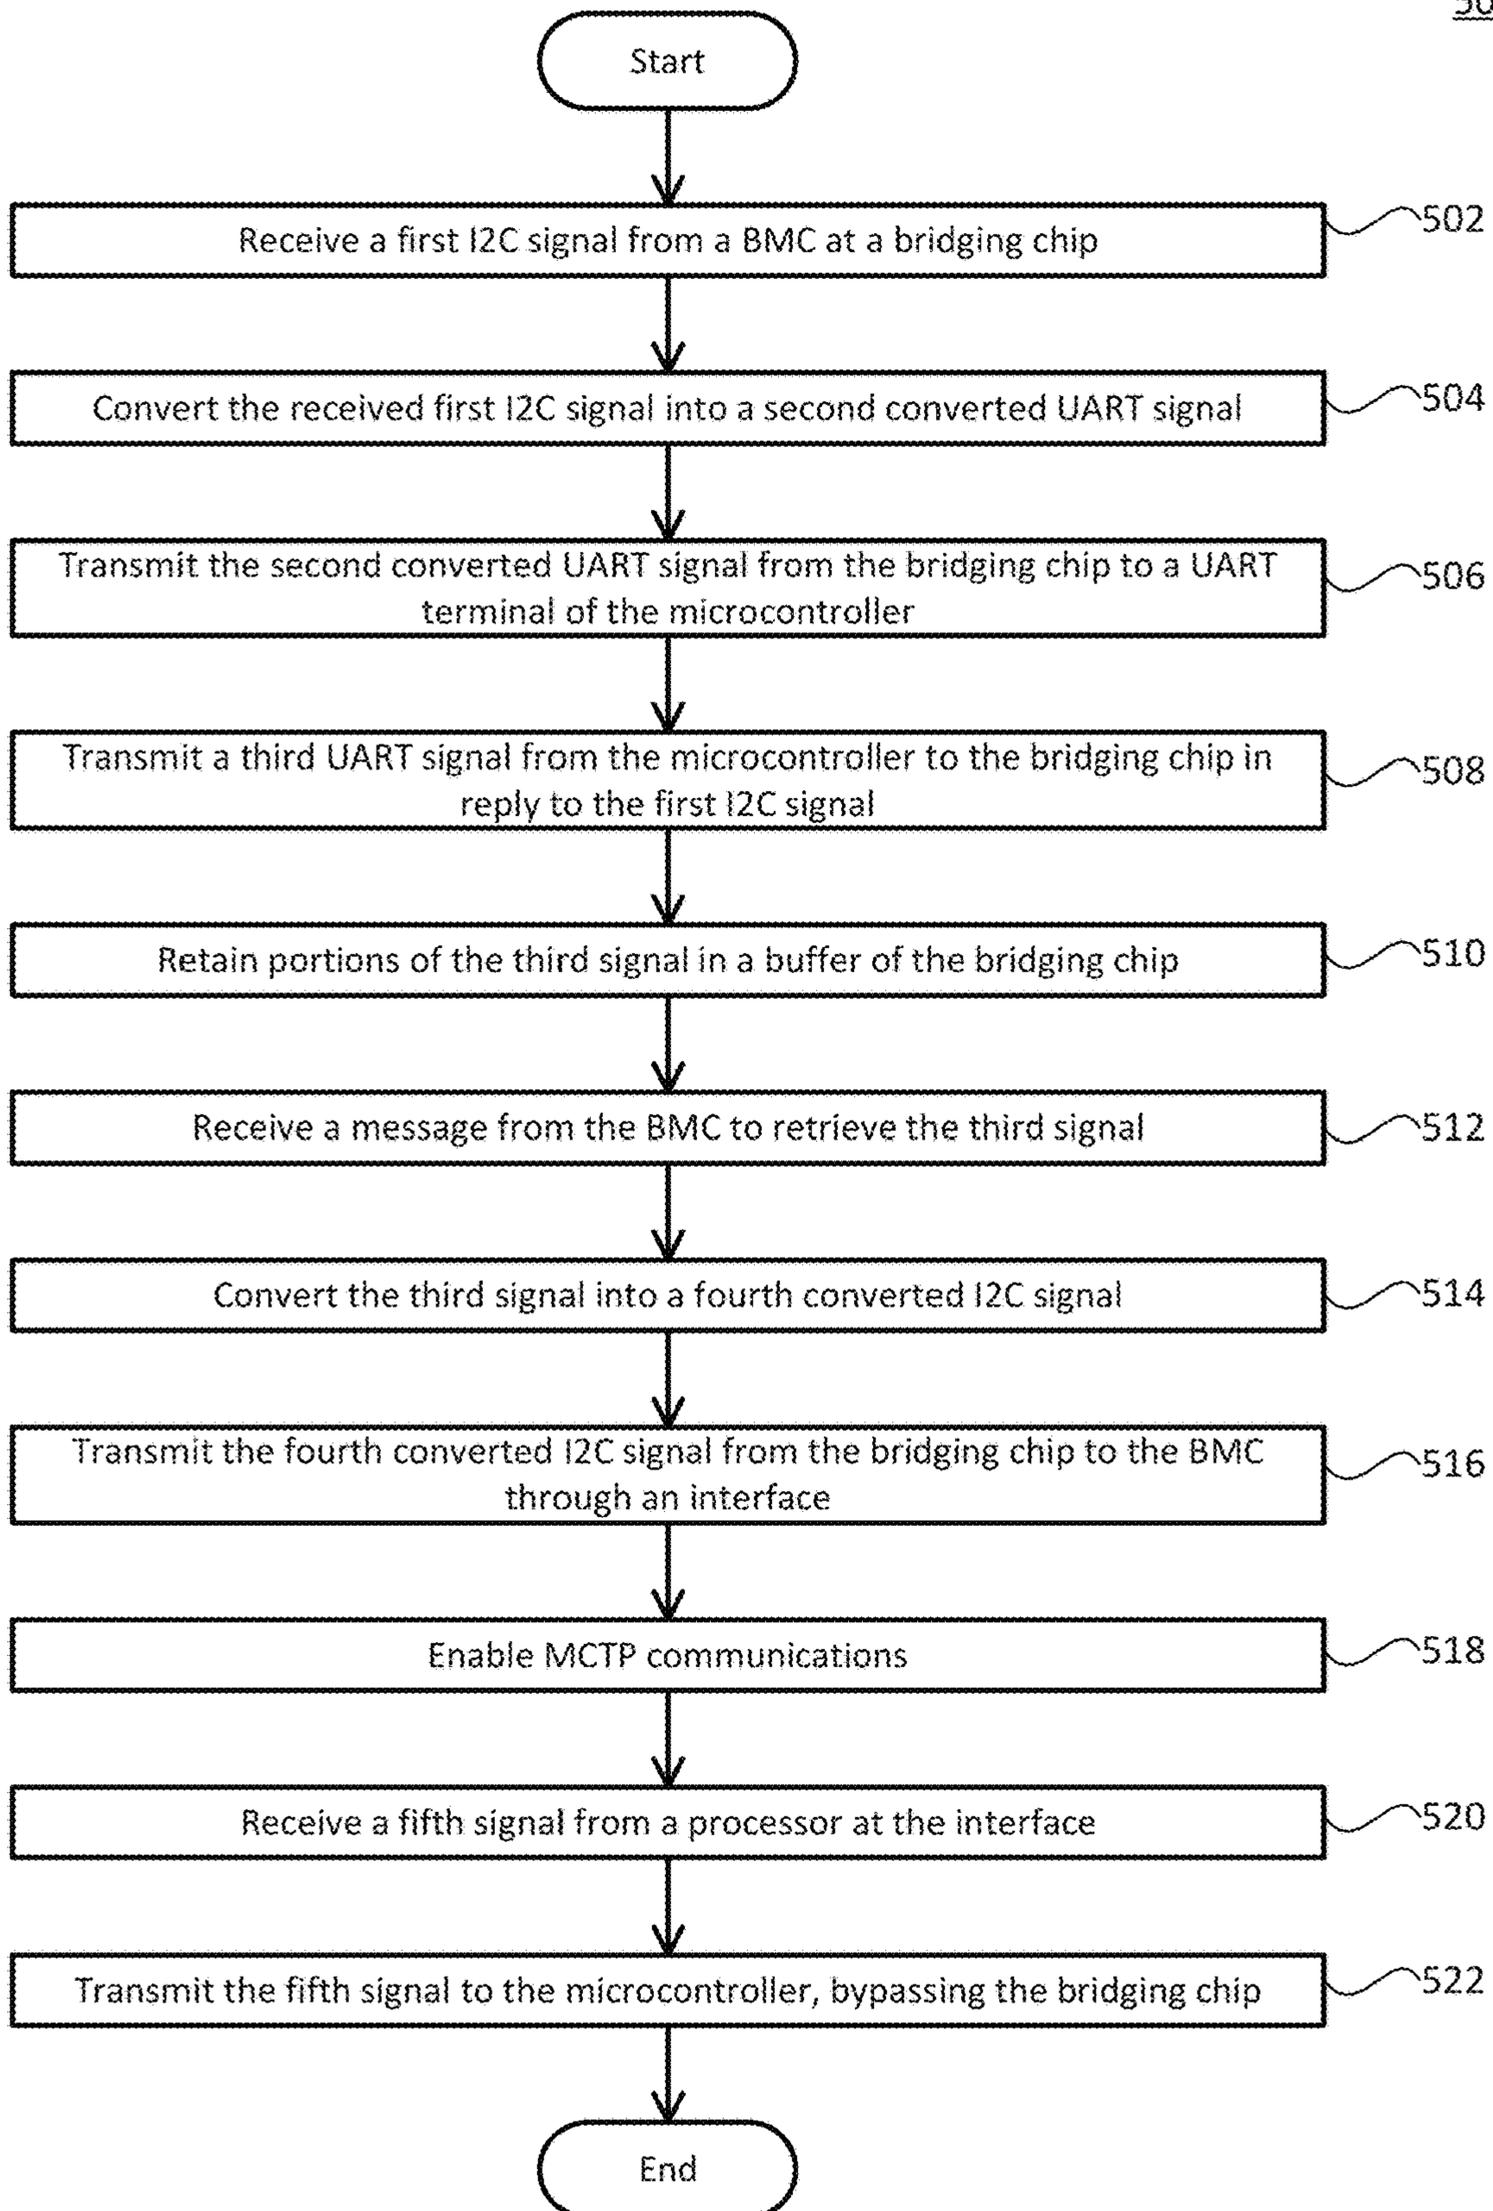 Start
Receive a first I2C signal from a BMC at a bridging chip
502
Convert the received first I2C signal into a second converted UART signal
504
Transmit the second converted UART signal from the bridging chip to a UART
terminal of the microcontroller
506
Transmit a third UART signal from the microcontroller to the bridging chip in
reply to the first I2C signal
508
Retain portions of the third signal in a buffer of the bridging chip
510
Receive a message from the BMC to retrieve the third signal
512
Convert the third signal into a fourth converted I2C signal
514
Transmit the fourth converted I2C signal from the bridging chip to the BMC
through an interface
516
Enable MCTP communications
518
Receive a fifth signal from a processor at the interface
520
Transmit the fifth signal to the microcontroller, bypassing the bridging chip
522
End